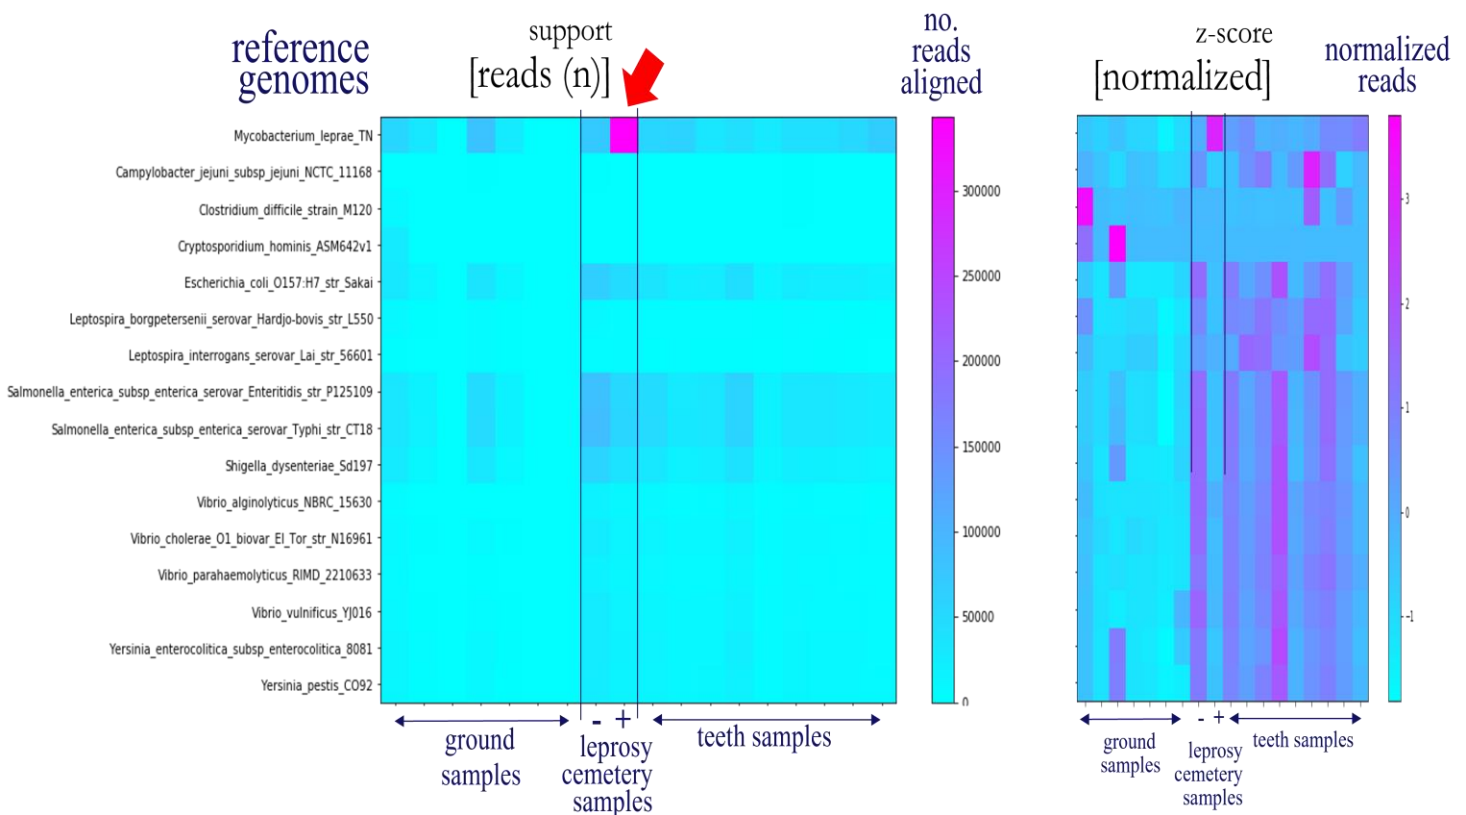 reference
genomes
support
[reads (n)]
no.
reads
aligned
z-score
[normalized]
normalized
reads
Mycobacterium_leprae_TN
Campylobacter_jejuni_subsp_jejuni_NCTC_11168
Clostridium_difficile_strain_M120
Cryptosporidium_hominis_ASM642v1
Escherichia_coli_O157:H7_str_Sakai
Leptospira_borgpetersenii_serovar_Hardjo-bovis_str_L550
Leptospira_interrogans_serovar_Lai_str_56601
Salmonella_enterica_subsp_enterica_serovar_Enteritidis_str_P125109
Salmonella_enterica_subsp_enterica_serovar_Typhi_str_CT18
Shigella_dysenteriae_Sd197
Vibrio_alginolyticus_NBRC_15630
Vibrio_cholerae_O1_biovar_El_Tor_str_N16961
Vibrio_parahaemolyticus_RIMD_2210633
Vibrio_vulnificus_YJ016
Yersinia_enterocolitica_subsp_enterocolitica_8081
Yersinia_pestis_CO92
300000
250000
200000
150000
100000
50000
0
3
2
1
0
-1
ground
samples
- +
leprosy
cemetery
samples
teeth samples
ground
samples
- +
leprosy
cemetery
samples
teeth samples